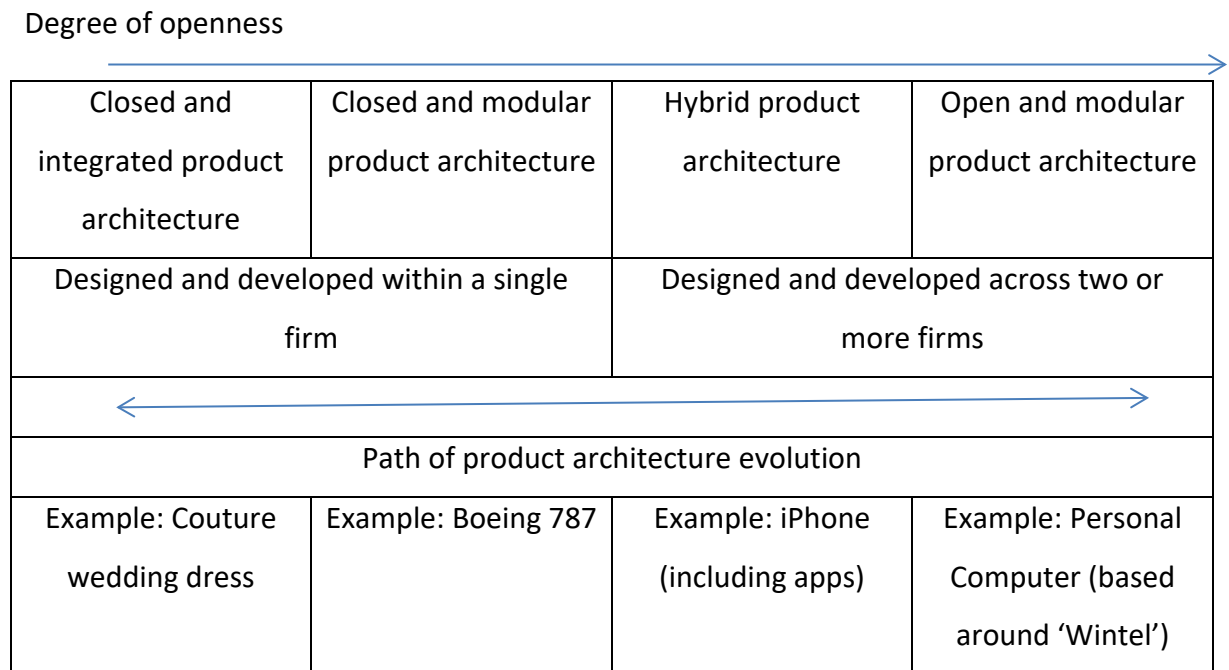 Degree of openness
Closed and
integrated product
architecture
Closed and modular
product architecture
Hybrid product
architecture
Open and modular
product architecture
Designed and developed within a single
firm
Designed and developed across two or
more firms
Path of product architecture evolution
Example: Couture
wedding dress
Example: Boeing 787
Example: iPhone
(including apps)
Example: Personal
Computer (based
around ‘Wintel’)